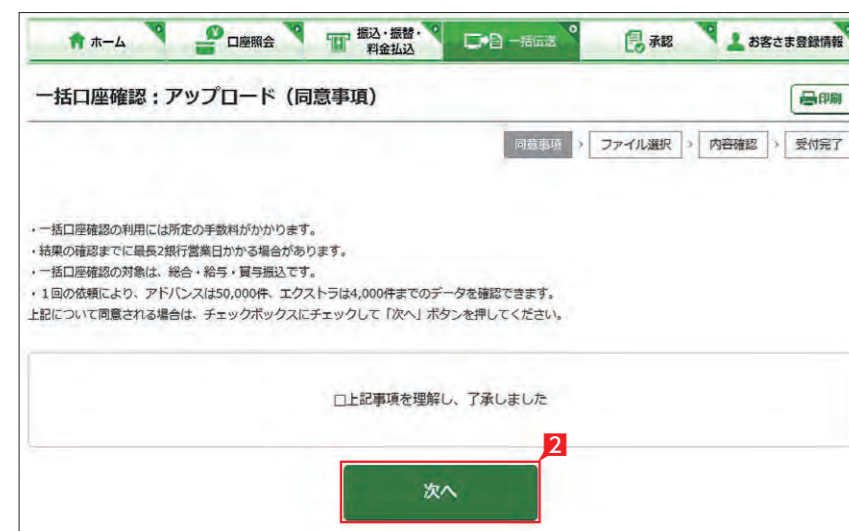 ホーム
口座照会
振込・振替・
料金払込
一括伝送
承認
お客さま登録情報
一括口座確認：アップロード（同意事項）
印刷
同意事項 > ファイル選択 > 内容確認 > 受付完了
・一括口座確認の利用には所定の手数料がかかります。
・結果の確認までに最長2銀行営業日かかる場合があります。
・一括口座確認の対象は、総合・給与・賞与振込です。
・1回の依頼により、アドバンスは50,000件、エクストラは4,000件までのデータを確認できます。
上記について同意される場合は、チェックボックスにチェックして「次へ」ボタンを押してください。
□上記事項を理解し、了承しました
2
次へ